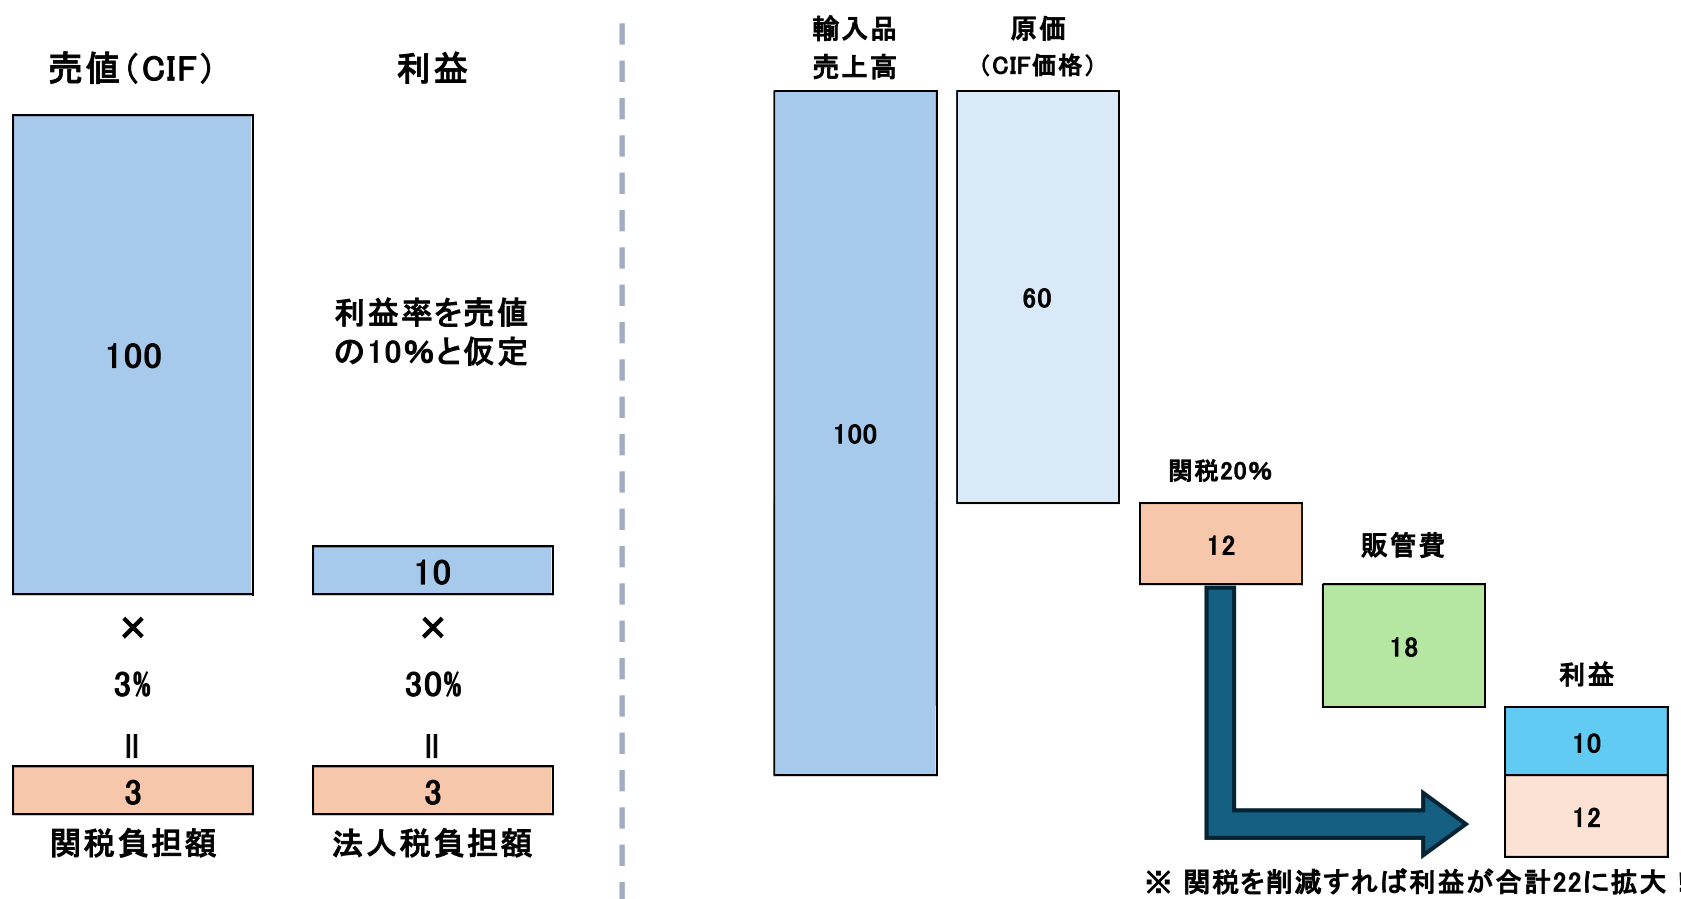 売値（CIF）
利益
100
利益率を売値
の10%と仮定
10
×
×
3%
30%
＝
＝
3
3
関税負担額
法人税負担額
輸入品
売上高
原価
（CIF価格）
100
60
関税20%
12
販管費
18
利益
10
12
※ 関税を削減すれば利益が合計22に拡大！